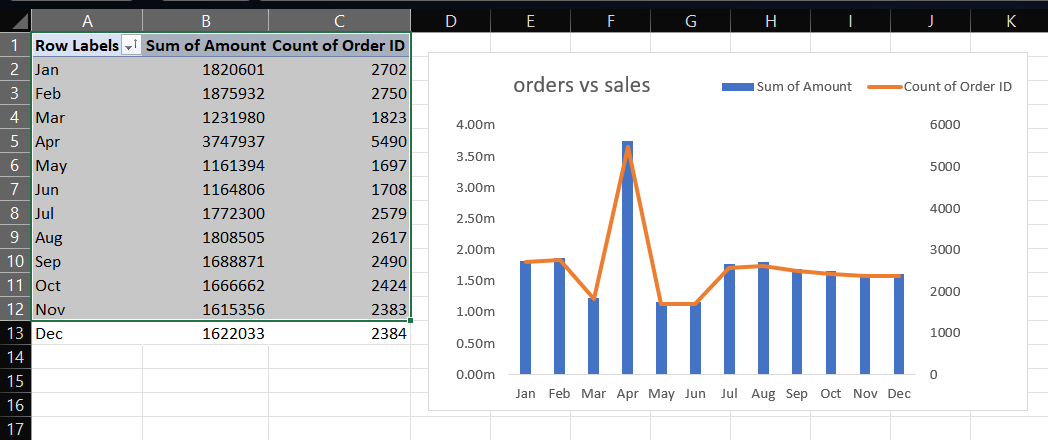 A B C D E F G H I J K
1 Row Labels Sum of Amount Count of Order ID
2 Jan 1820601 2702
3 Feb 1875932 2750
4 Mar 1231980 1823
5 Apr 3747937 5490
6 May 1161394 1697
7 Jun 1164806 1708
8 Jul 1772300 2579
9 Aug 1808505 2617
10 Sep 1688871 2490
11 Oct 1666662 2424
12 Nov 1615356 2383
13 Dec 1622033 2384
14
15
16
17
orders vs sales
Sum of Amount Count of Order ID
4.00m 6000
3.50m 5000
3.00m 4000
2.50m 3000
2.00m 2000
1.50m 1000
1.00m 0
0.50m
0.00m
Jan Feb Mar Apr May Jun Jul Aug Sep Oct Nov Dec